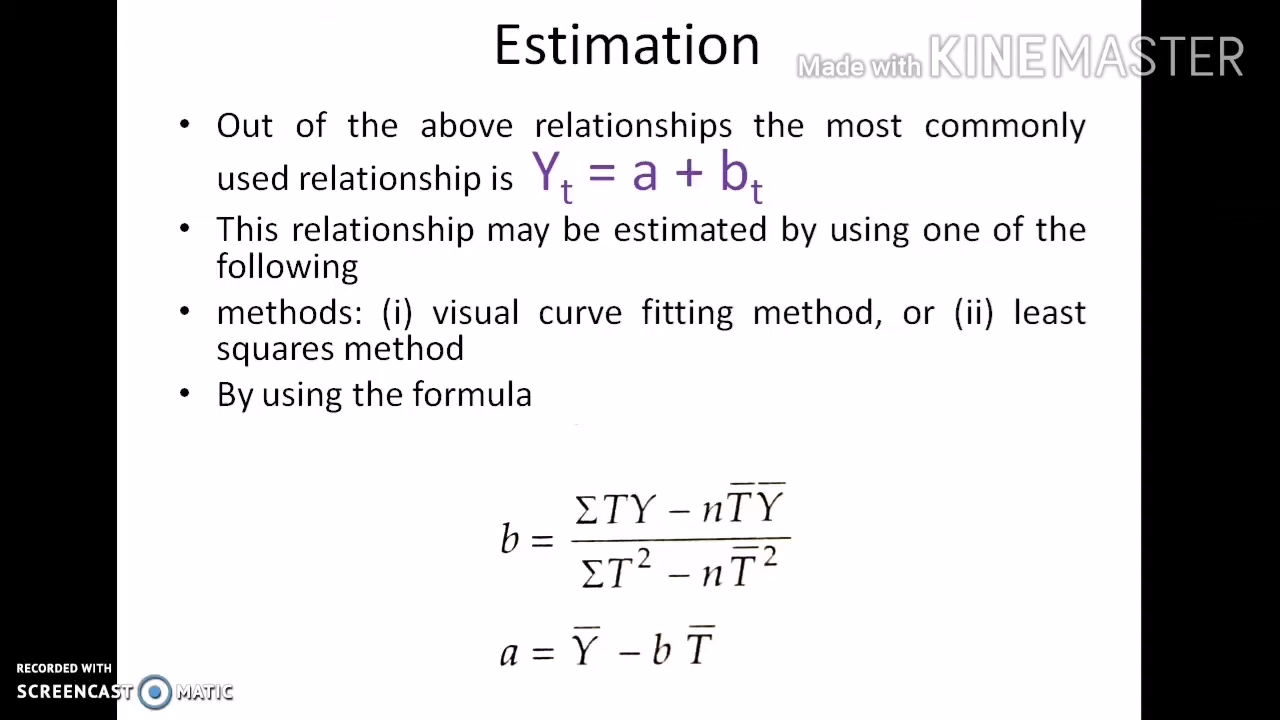 Estimation
Made with KINEMASTER
• Out of the above relationships the most commonly
used relationship is Yₜ = a + bₜ
• This relationship may be estimated by using one of the
following
• methods: (i) visual curve fitting method, or (ii) least
squares method
• By using the formula
b = (ΣTY – nT̅Y̅) / (ΣT² – nT̅²)
a = Y̅ – b T̅
RECORDED WITH
SCREENCAST MATIC